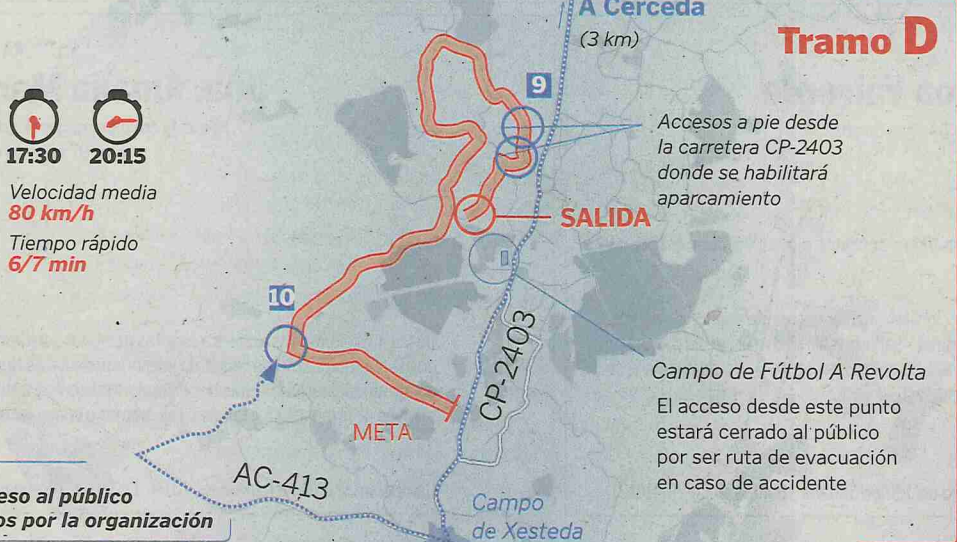 A Cerceda
(3 km)
Tramo D
9
17:30
20:15
Velocidad media
80 km/h
Tiempo rápido
6/7 min
Accesos a pie desde
la carretera CP-2403
donde se habilitará
aparcamiento
SALIDA
10
CP-2403
Campo de Fútbol A Revolta
El acceso desde este punto
estará cerrado al público
por ser ruta de evacuación
en caso de accidente
META
AC-413
Campo
de Xesteda
eso al público
os por la organización